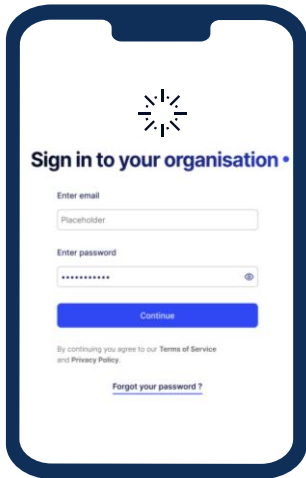 Sign in to your organisation •
Enter email
Placeholder
Enter password
•••••••••••
Continue
By continuing you agree to our Terms of Service
and Privacy Policy.
Forgot your password ?